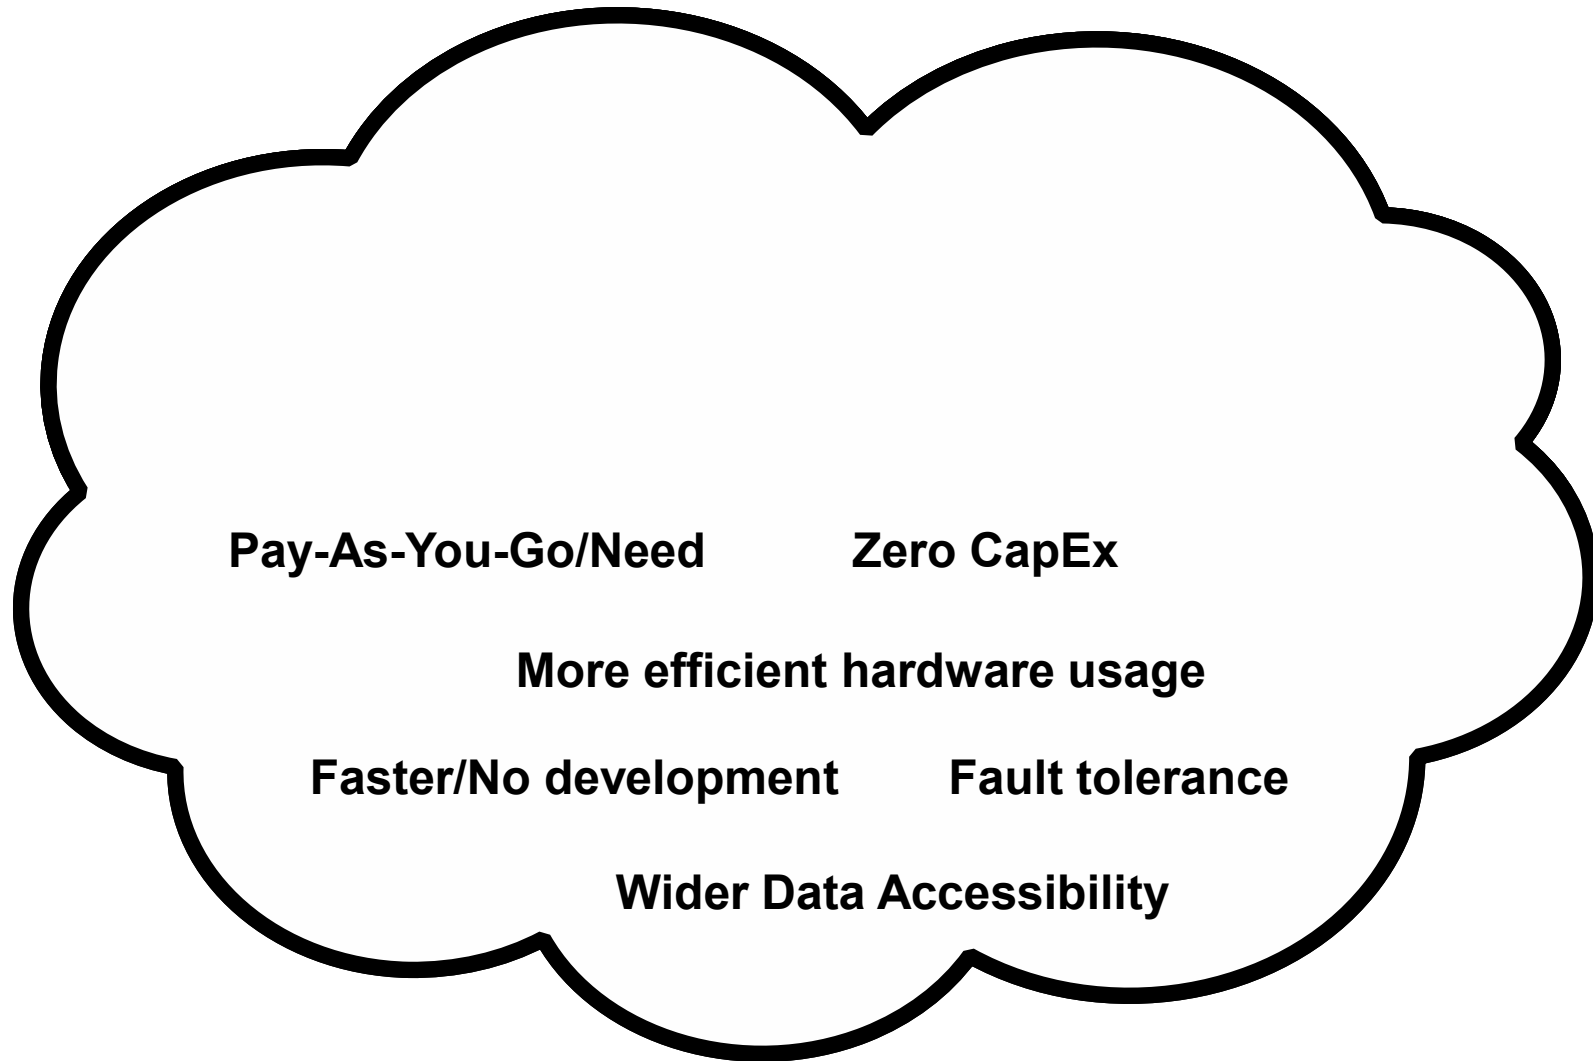 Pay-As-You-Go/Need Zero CapEx
More efficient hardware usage
Faster/No development Fault tolerance
Wider Data Accessibility